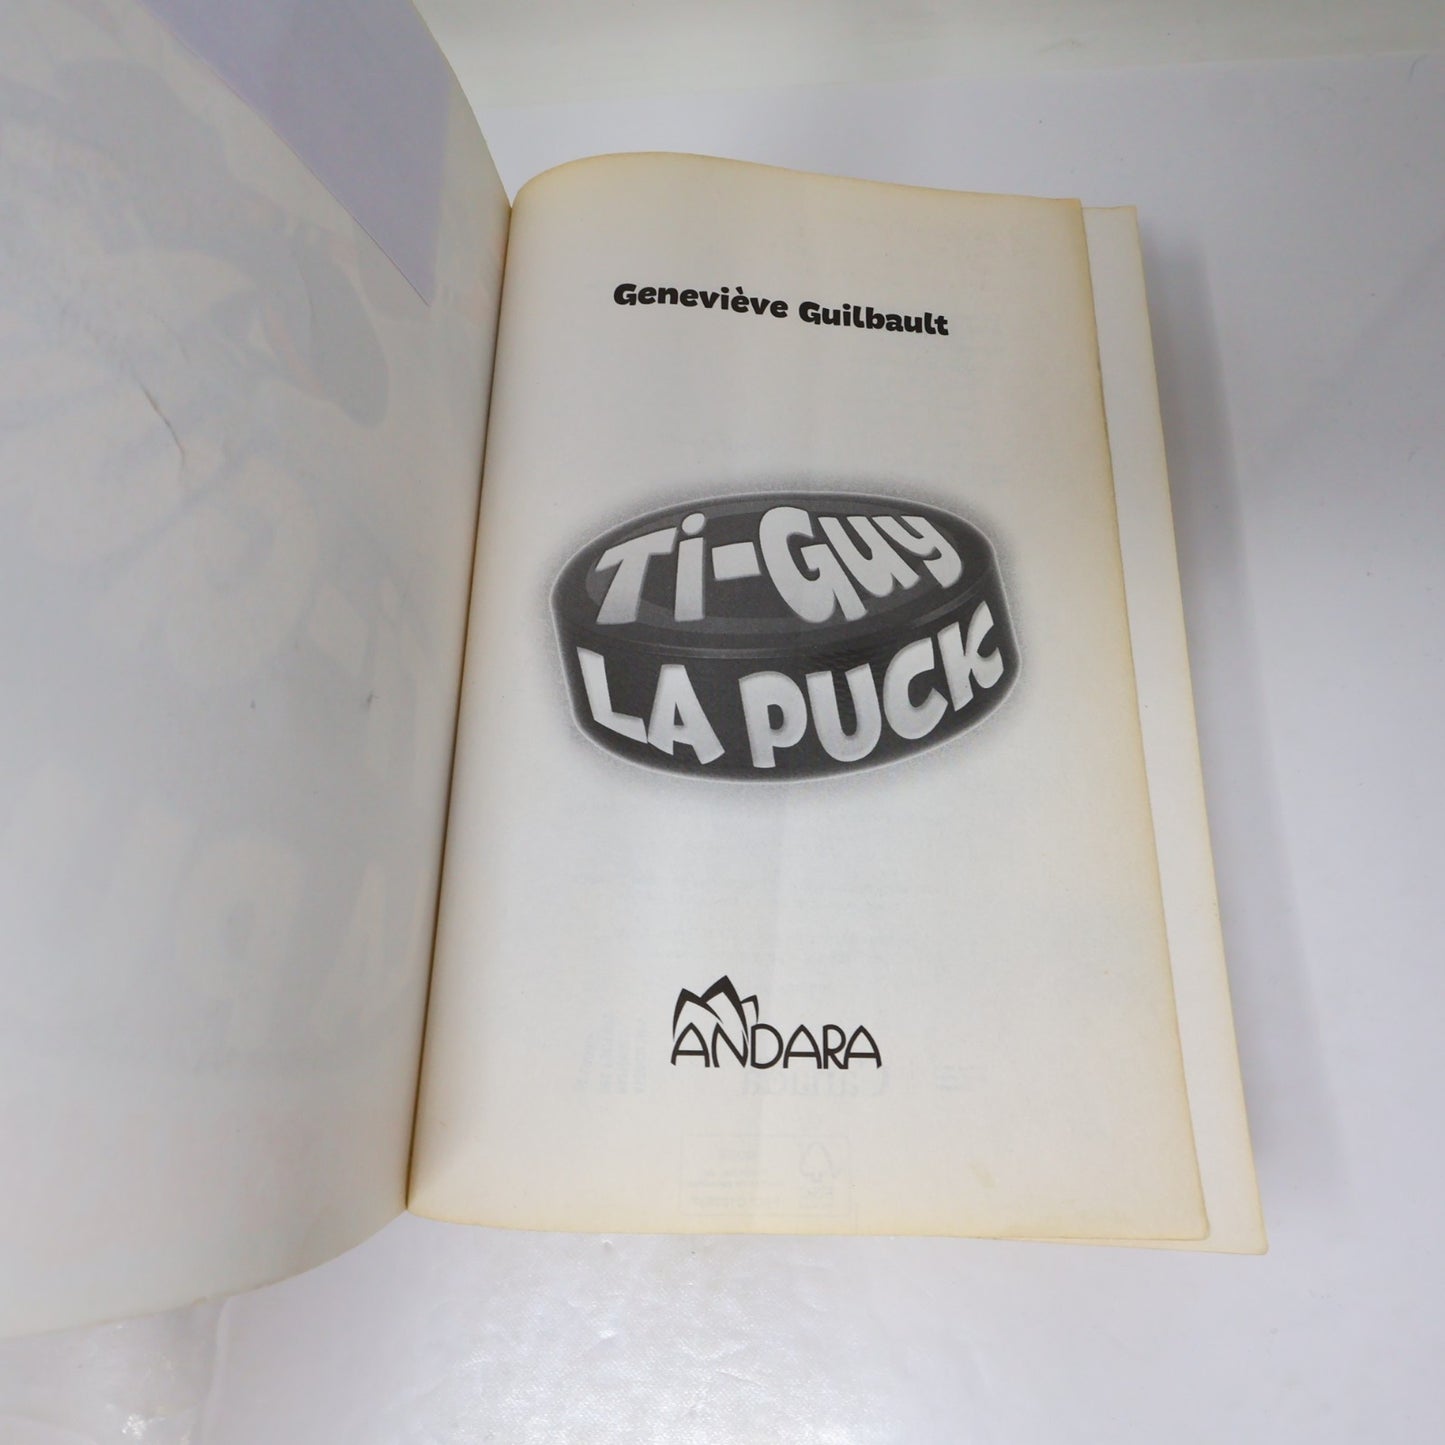 Geneviève Guilbault
Ti-Guy
LA PUCK
ANDARA